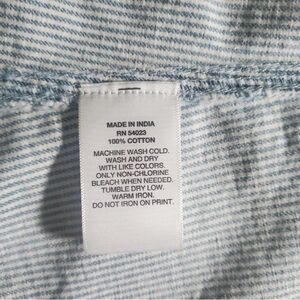 MADE IN INDIA
RN 54023
100% COTTON
MACHINE WASH COLD.
WASH AND DRY
WITH LIKE COLORS.
ONLY NON-CHLORINE
BLEACH WHEN NEEDED.
TUMBLE DRY LOW.
WARM IRON.
DO NOT IRON ON PRINT.